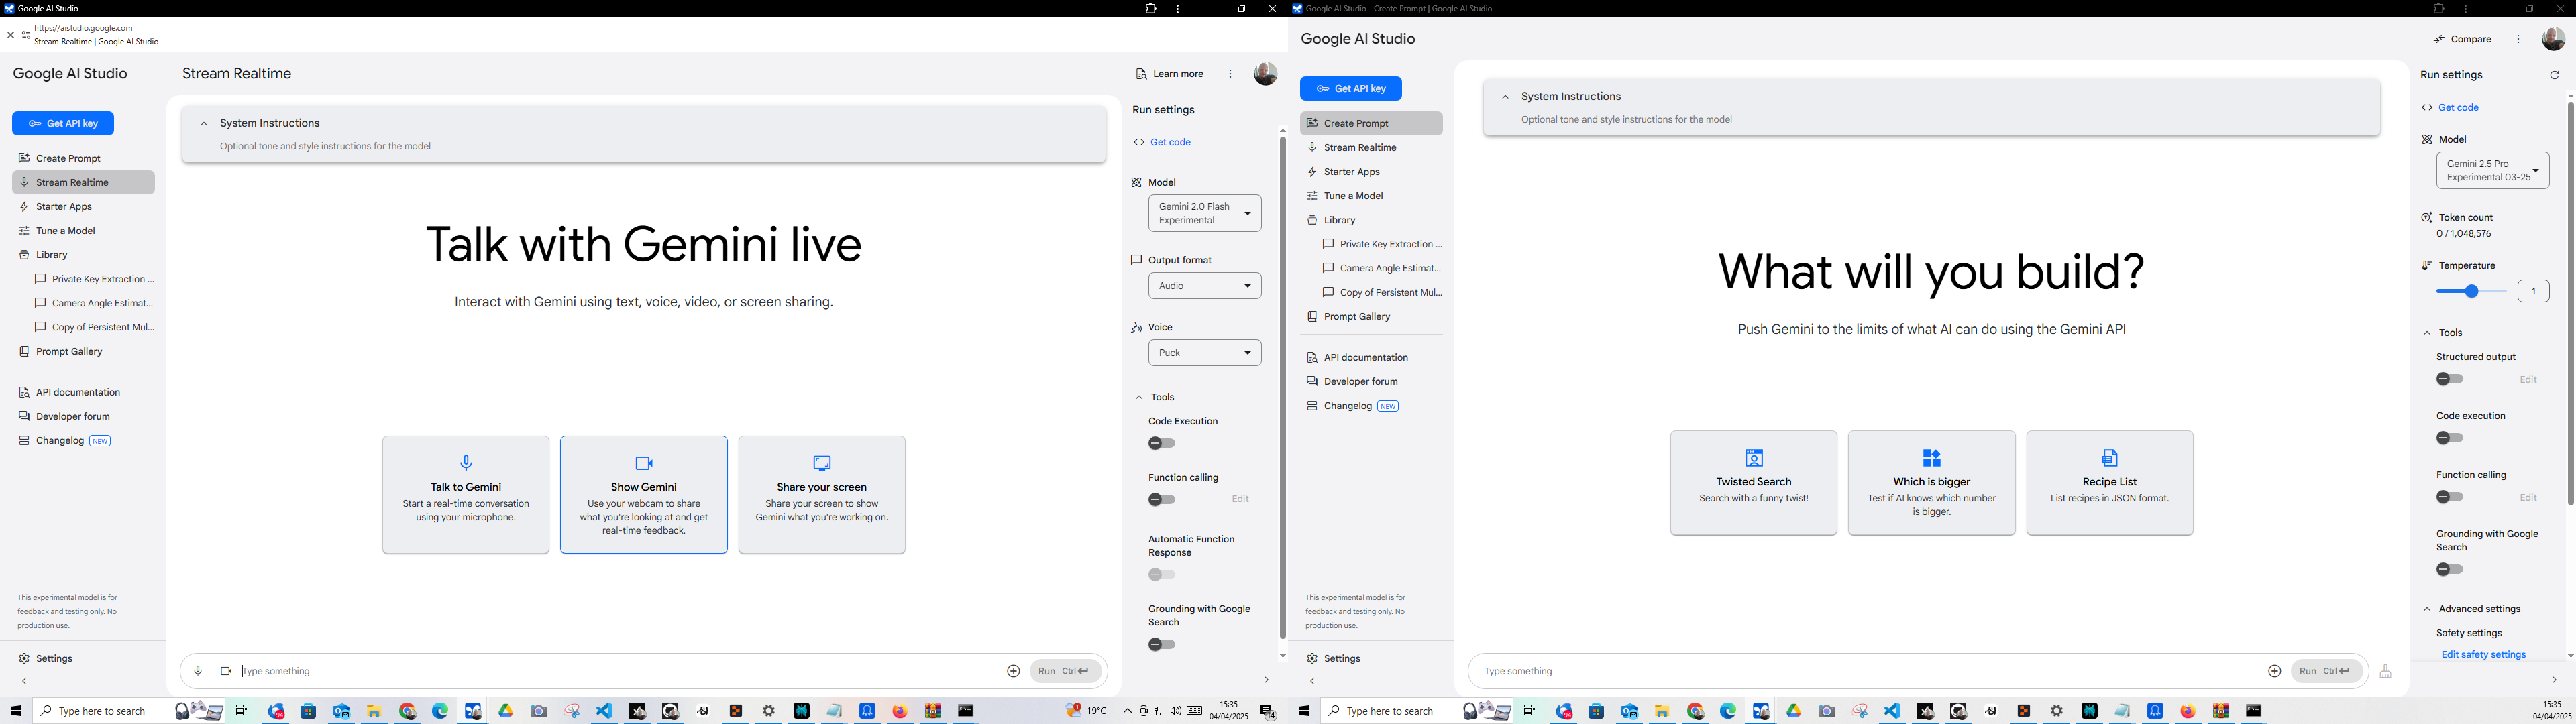 Google AI Studio
https://aistudio.google.com
Stream Realtime | Google AI Studio
Google AI Studio
Stream Realtime
Learn more
Get API key
Create Prompt
Stream Realtime
Starter Apps
Tune a Model
Library
Private Key Extraction ...
Camera Angle Estimat...
Copy of Persistent Mul...
Prompt Gallery
API documentation
Developer forum
Changelog NEW
This experimental model is for
feedback and testing only. No
production use.
Settings
System Instructions
Optional tone and style instructions for the model
Talk with Gemini live
Interact with Gemini using text, voice, video, or screen sharing.
Talk to Gemini
Start a real-time conversation
using your microphone.
Show Gemini
Use your webcam to share
what you're looking at and get
real-time feedback.
Share your screen
Share your screen to show
Gemini what you're working on.
Type something
Run Ctrl
Run settings
Get code
Model
Gemini 2.0 Flash
Experimental
Output format
Audio
Voice
Puck
Tools
Code Execution
Function calling
Edit
Automatic Function
Response
Grounding with Google
Search
Type here to search
19°C
15:35
04/04/2025
Google AI Studio - Create Prompt | Google AI Studio
Google AI Studio
Compare
Get API key
Create Prompt
Stream Realtime
Starter Apps
Tune a Model
Library
Private Key Extraction ...
Camera Angle Estimat...
Copy of Persistent Mul...
Prompt Gallery
API documentation
Developer forum
Changelog NEW
This experimental model is for
feedback and testing only. No
production use.
Settings
System Instructions
Optional tone and style instructions for the model
What will you build?
Push Gemini to the limits of what AI can do using the Gemini API
Twisted Search
Search with a funny twist!
Which is bigger
Test if AI knows which number
is bigger.
Recipe List
List recipes in JSON format.
Type something
Run Ctrl
Run settings
Get code
Model
Gemini 2.5 Pro
Experimental 03-25
Token count
0 / 1,048,576
Temperature
1
Tools
Structured output
Edit
Code execution
Function calling
Edit
Grounding with Google
Search
Advanced settings
Safety settings
Edit safety settings
Type here to search
15:35
04/04/2025